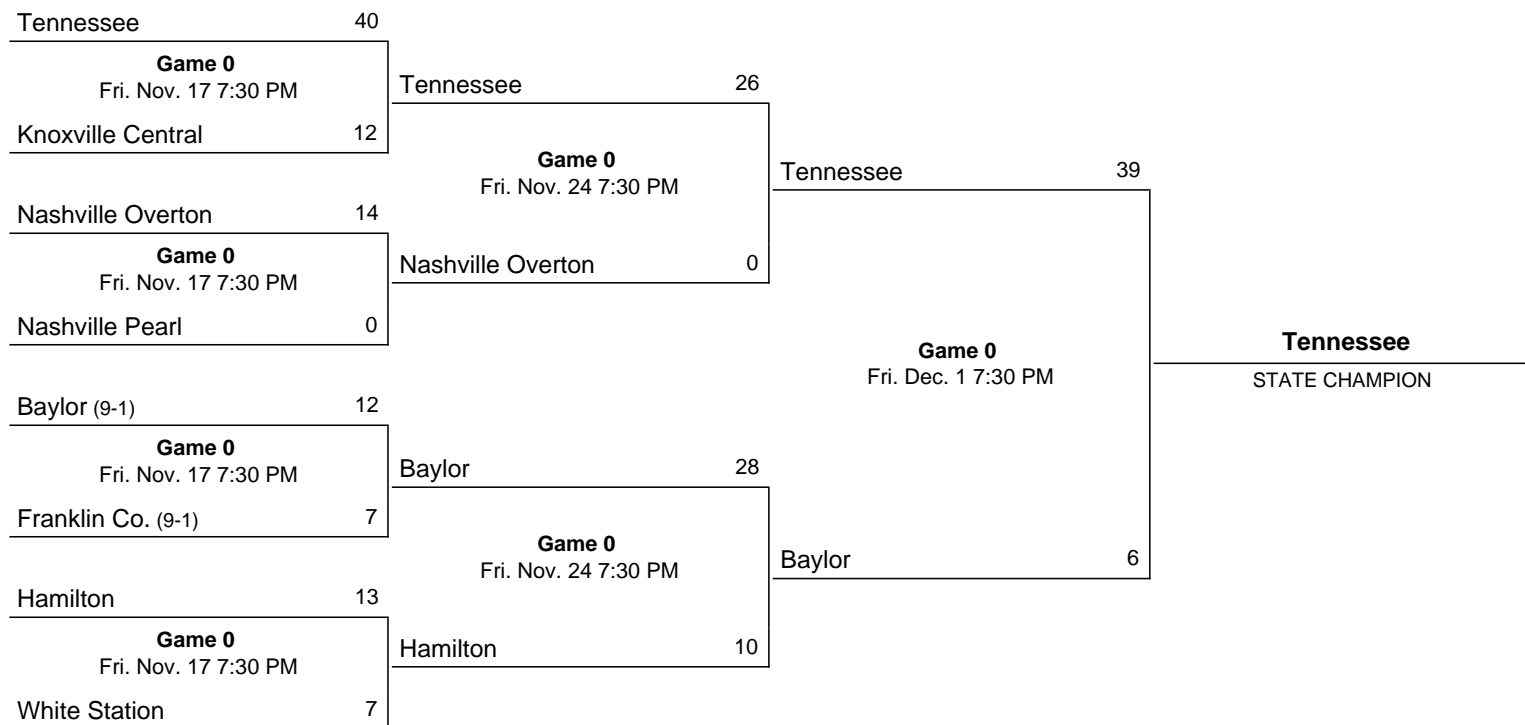 Tennessee 40
Game 0
Fri. Nov. 17 7:30 PM
Knoxville Central 12
Nashville Overton 14
Game 0
Fri. Nov. 17 7:30 PM
Nashville Pearl 0
Baylor (9-1) 12
Game 0
Fri. Nov. 17 7:30 PM
Franklin Co. (9-1) 7
Hamilton 13
Game 0
Fri. Nov. 17 7:30 PM
White Station 7
Tennessee 26
Game 0
Fri. Nov. 24 7:30 PM
Nashville Overton 0
Baylor 28
Game 0
Fri. Nov. 24 7:30 PM
Hamilton 10
Tennessee 39
Game 0
Fri. Dec. 1 7:30 PM
Baylor 6
Tennessee
STATE CHAMPION